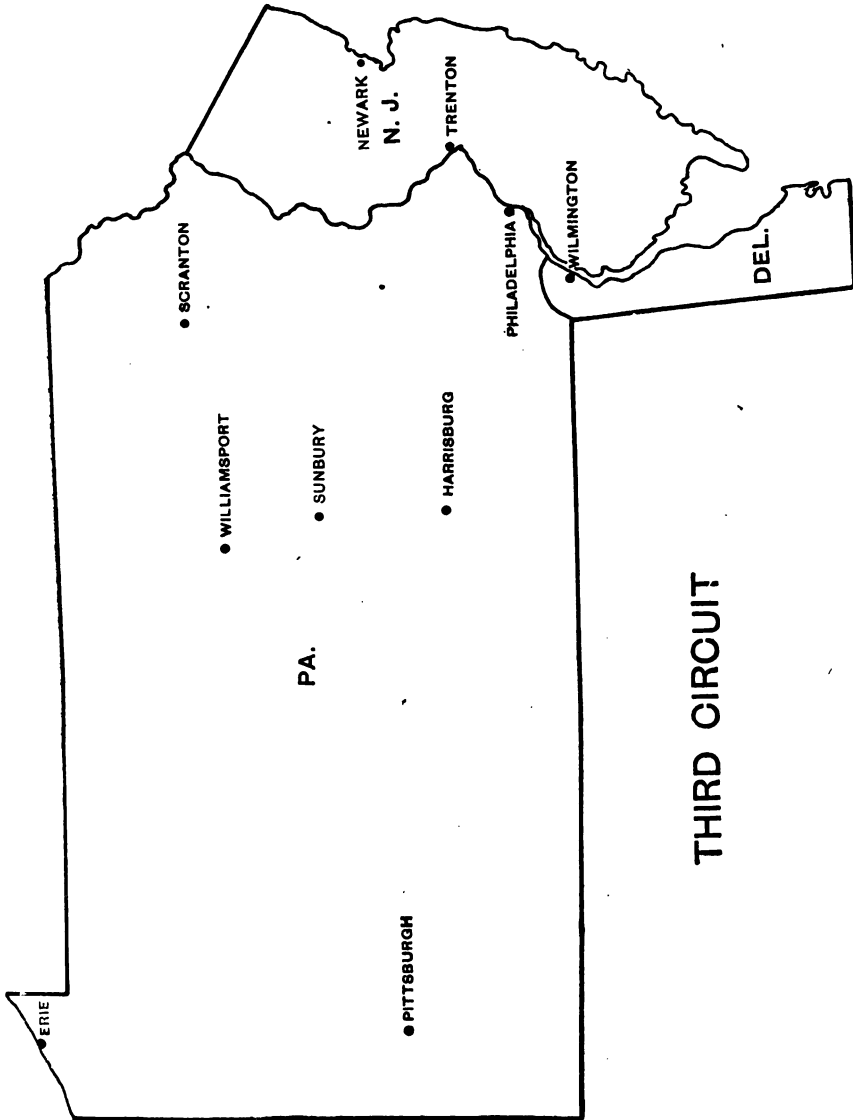 ERIE
SCRANTON
WILLIAMSPORT
SUNBURY
PA.
HARRISBURG
PITTSBURGH
PHILADELPHIA
NEWARK
N. J.
TRENTON
WILMINGTON
DEL.
THIRD CIRCUIT